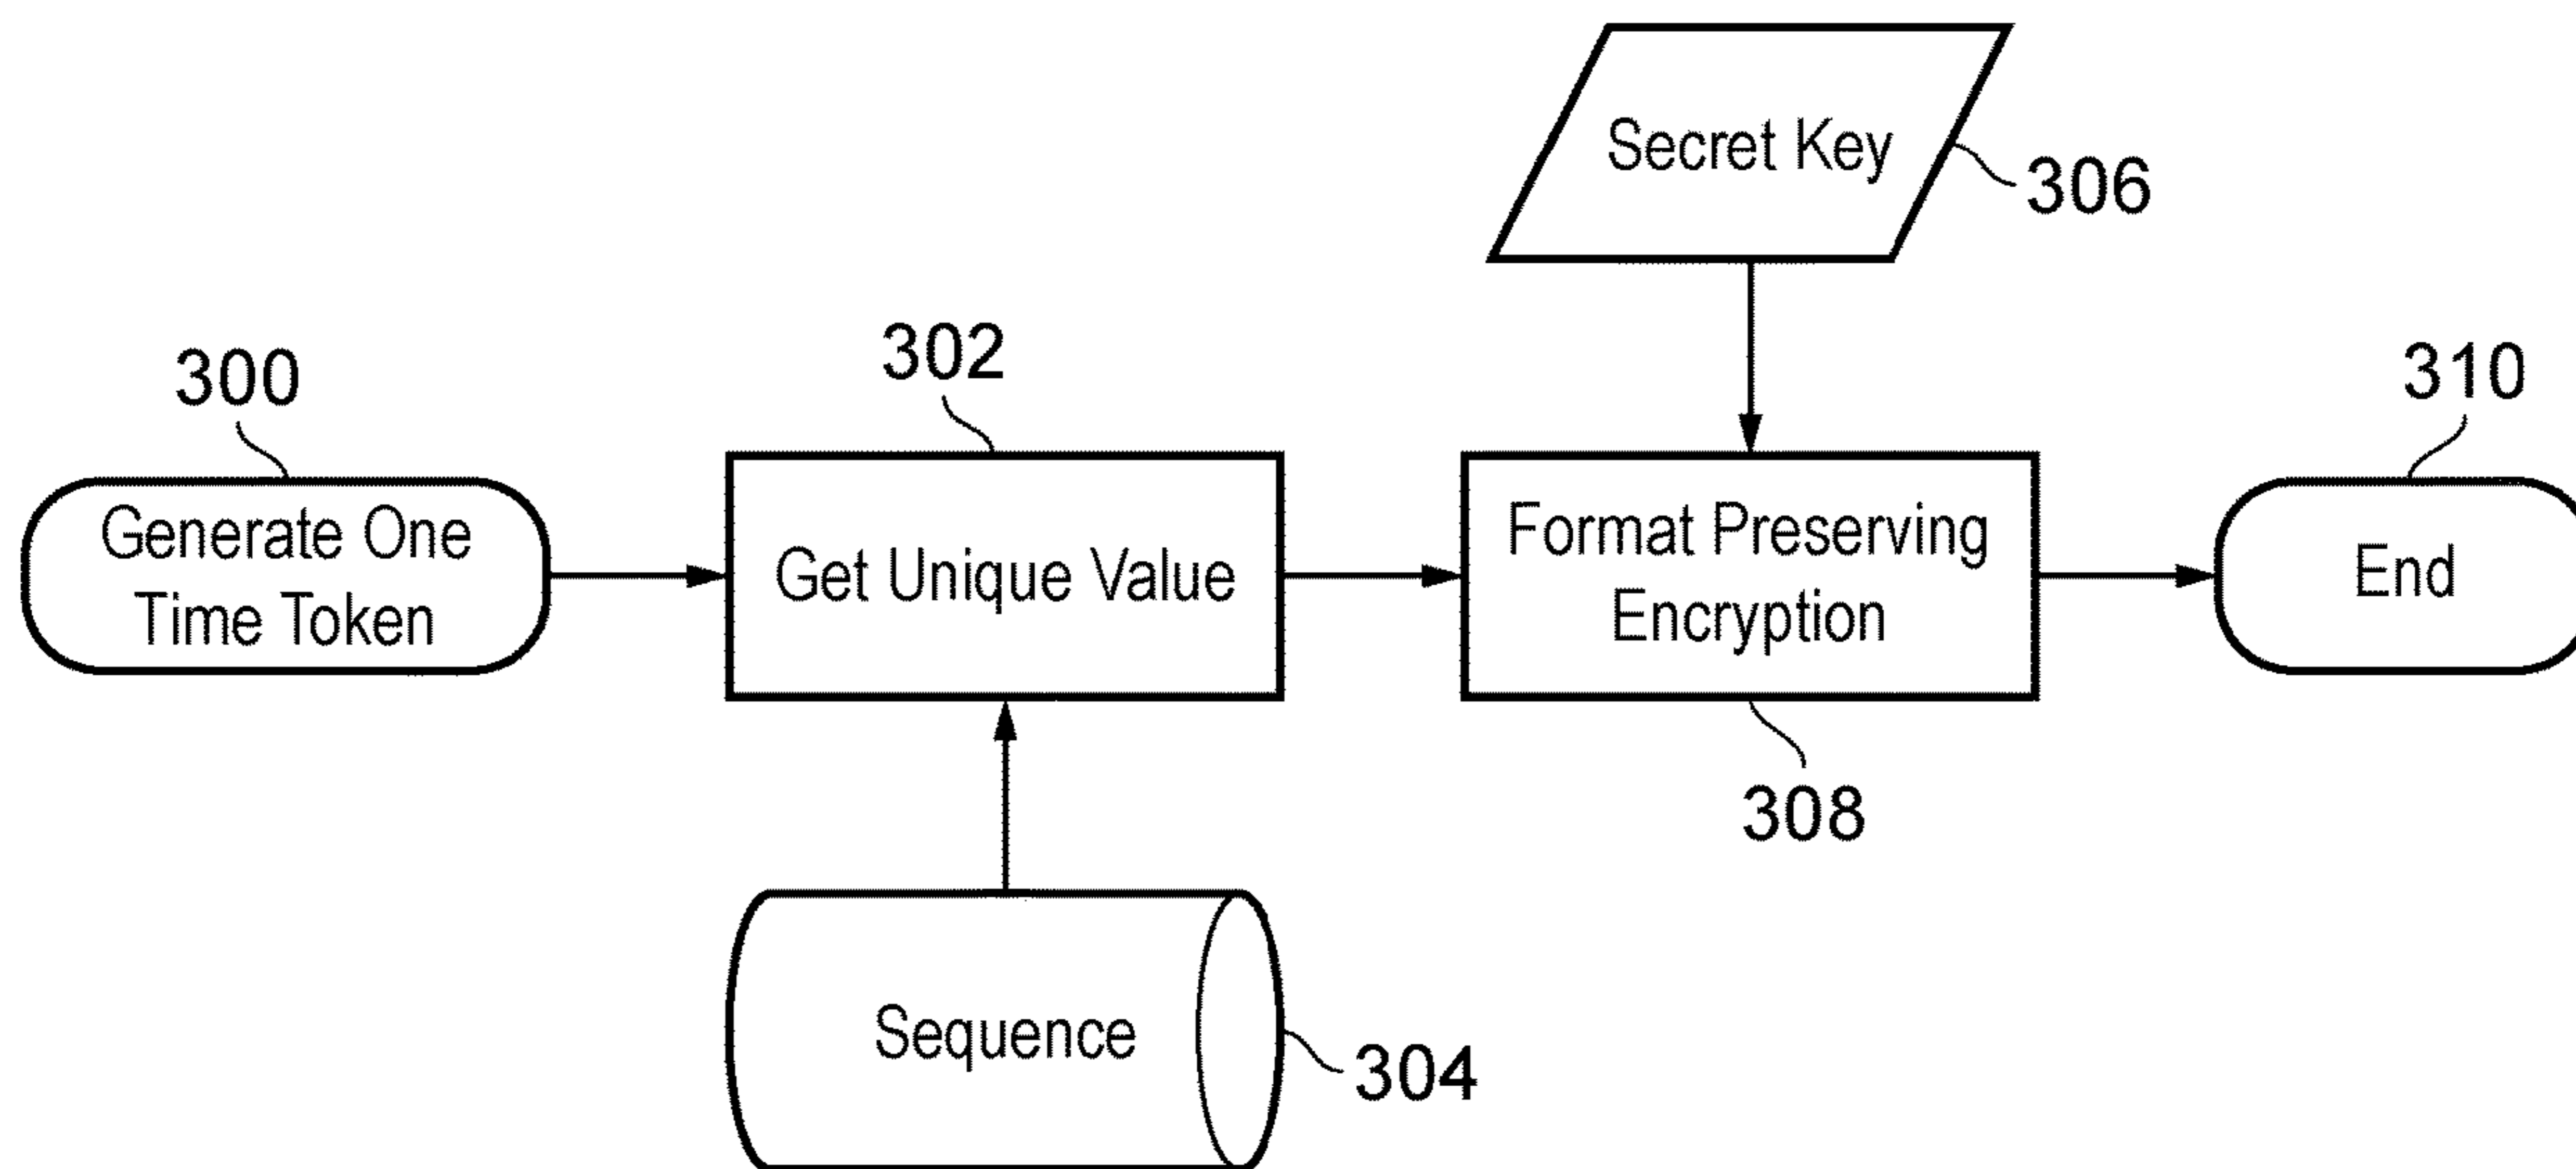 Secret Key
306
300
302
310
Generate One
Time Token
Get Unique Value
Format Preserving
Encryption
End
308
Sequence
304